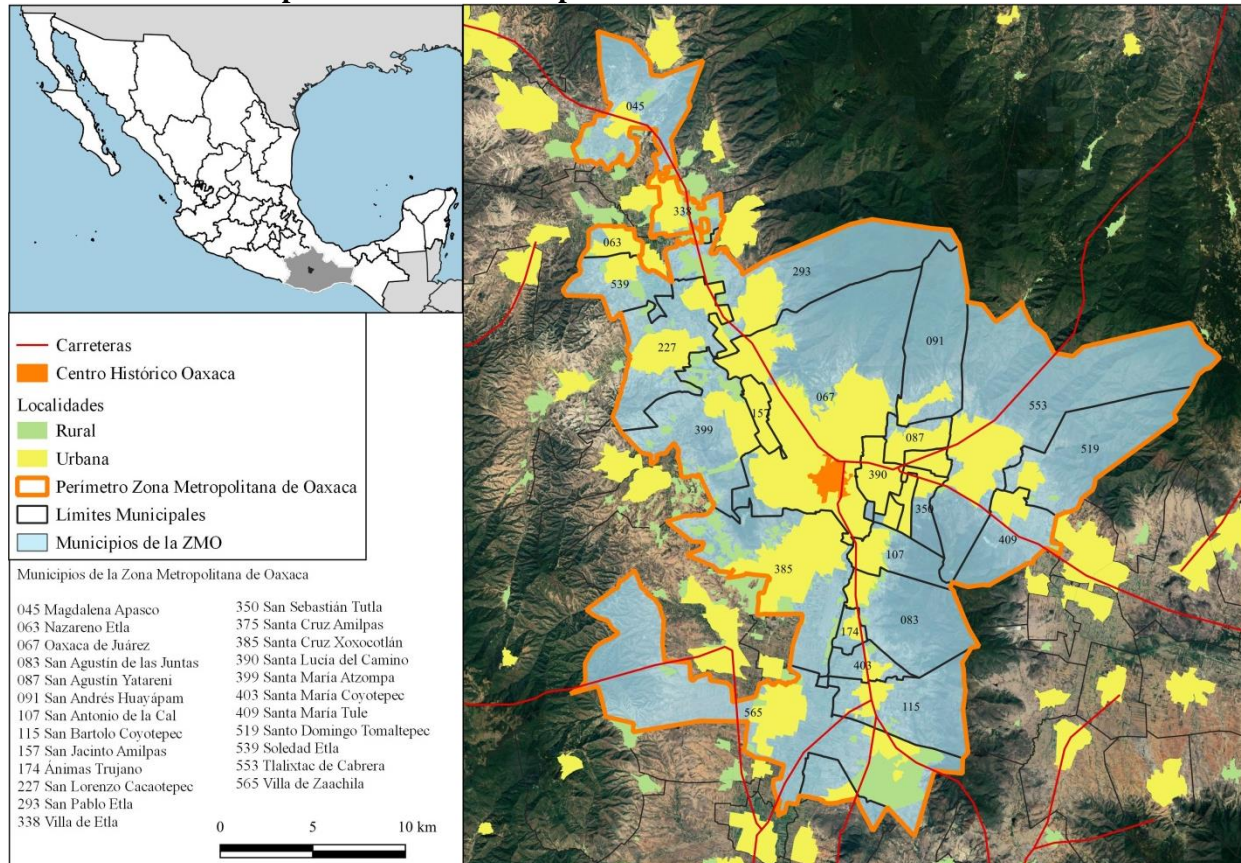 Carreteras
Centro Histórico Oaxaca
Localidades
Rural
Urbana
Perímetro Zona Metropolitana de Oaxaca
Límites Municipales
Municipios de la ZMO
Municipios de la Zona Metropolitana de Oaxaca
045 Magdalena Apasco
063 Nazareno Etla
067 Oaxaca de Juárez
083 San Agustín de las Juntas
087 San Agustín Yatareni
091 San Andrés Huayápam
107 San Antonio de la Cal
115 San Bartolo Coyotepec
157 San Jacinto Amilpas
174 Ánimas Trujano
227 San Lorenzo Cacaotepec
293 San Pablo Etla
338 Villa de Etla
350 San Sebastián Tutla
375 Santa Cruz Amilpas
385 Santa Cruz Xoxocotlán
390 Santa Lucía del Camino
399 Santa María Atzompa
403 Santa María Coyotepec
409 Santa María Tule
519 Santo Domingo Tomaltepec
539 Soledad Etla
553 Tlalixtac de Cabrera
565 Villa de Zaachila
0 5 10 km
045
338
063
293
539
227
091
067
157
553
399
087
519
390
350
409
107
385
083
174
403
115
565